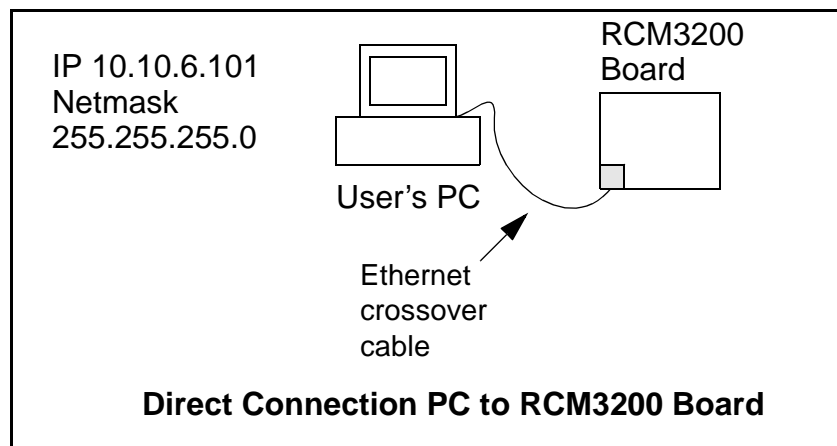 IP 10.10.6.101
Netmask
255.255.255.0
RCM3200
Board
User’s PC
Ethernet
crossover
cable
Direct Connection PC to RCM3200 Board